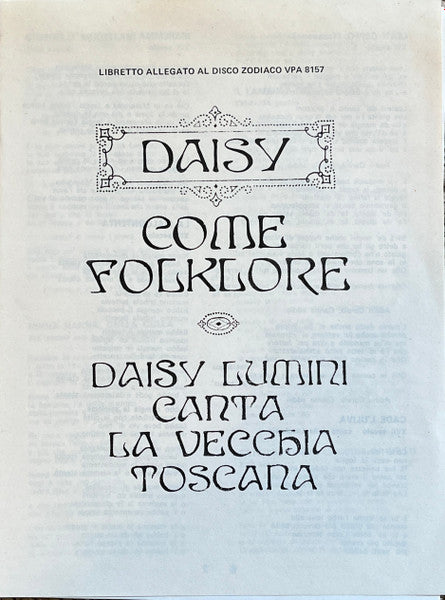 LIBRETTO ALLEGATO AL DISCO ZODIACO VPA 8157
DAISY
COME
FOLKLORE
DAISY LUMINI
CANTA
LA VECCHIA
TOSCANA